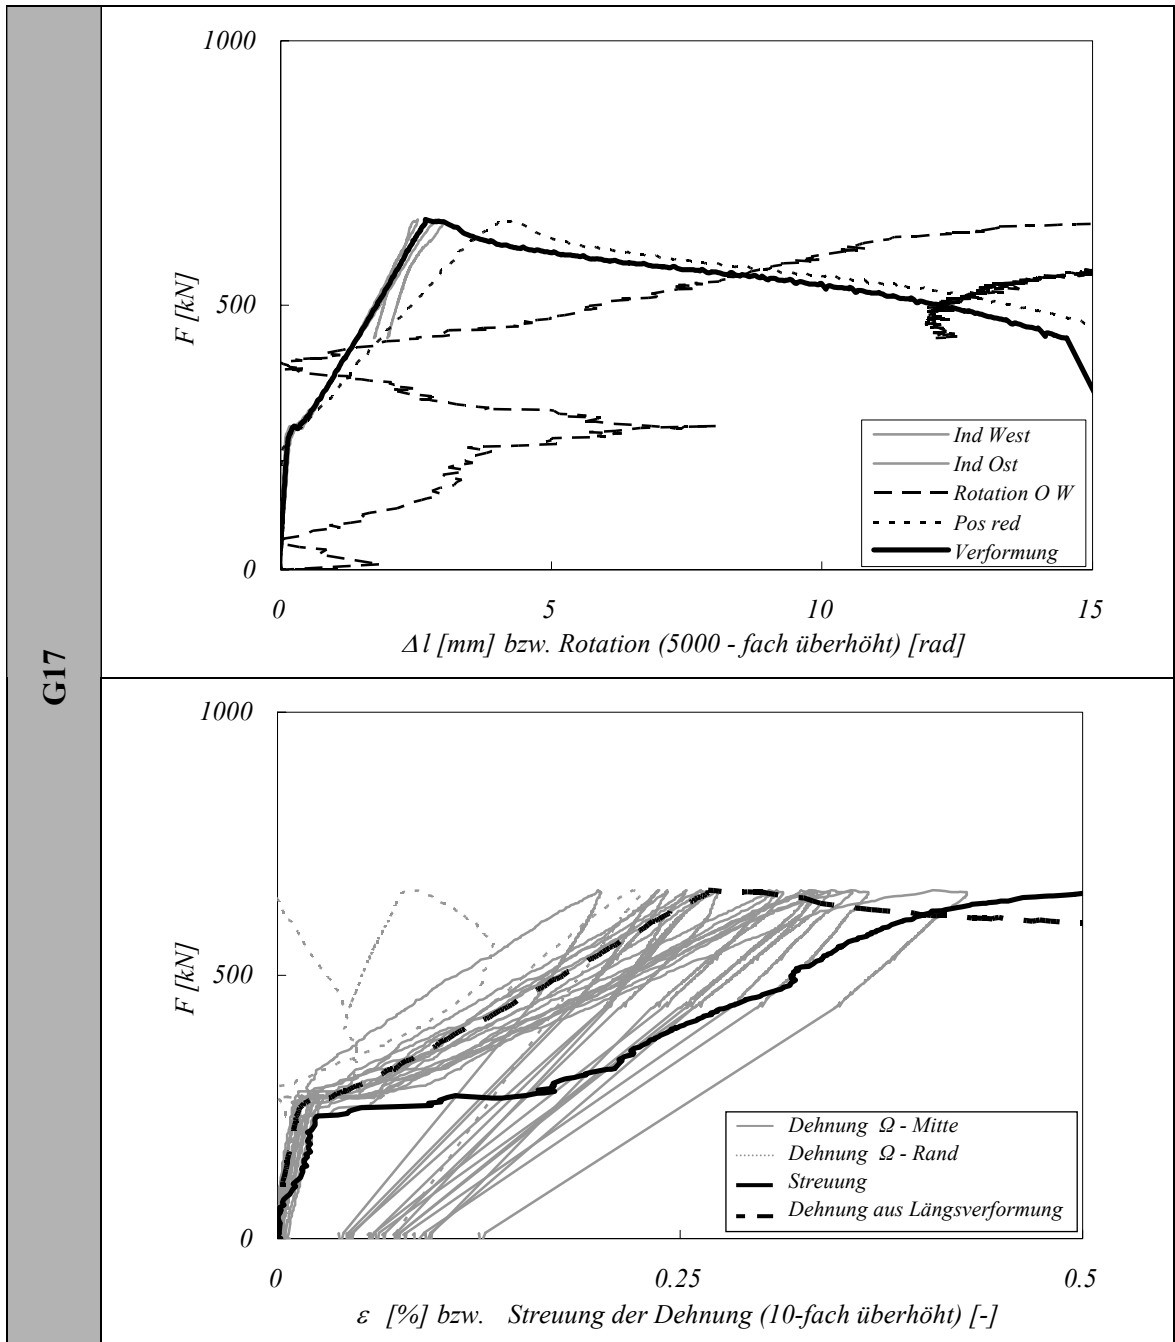 G17
1000
500
0
F [kN]
0 5 10 15
Δ l [mm] bzw. Rotation (5000 - fach überhöht) [rad]
Ind West
Ind Ost
Rotation O W
Pos red
Verformung
1000
500
0
F [kN]
0 0.25 0.5
ε [%] bzw. Streuung der Dehnung (10-fach überhöht) [-]
Dehnung Ω - Mitte
Dehnung Ω - Rand
Streuung
Dehnung aus Längsverformung